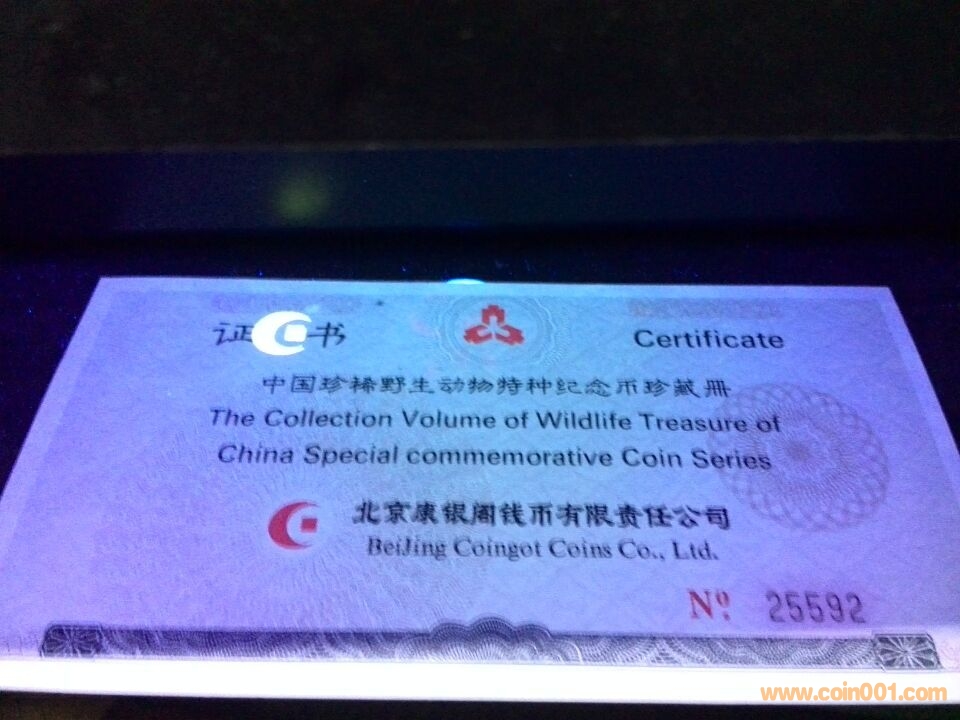 证书
Certificate
中国珍稀野生动物特种纪念币珍藏册
The Collection Volume of Wildlife Treasure of
China Special commemorative Coin Series
北京康银阁钱币有限责任公司
BeiJing Coingot Coins Co., Ltd.
Nº 25592
www.coin001.com